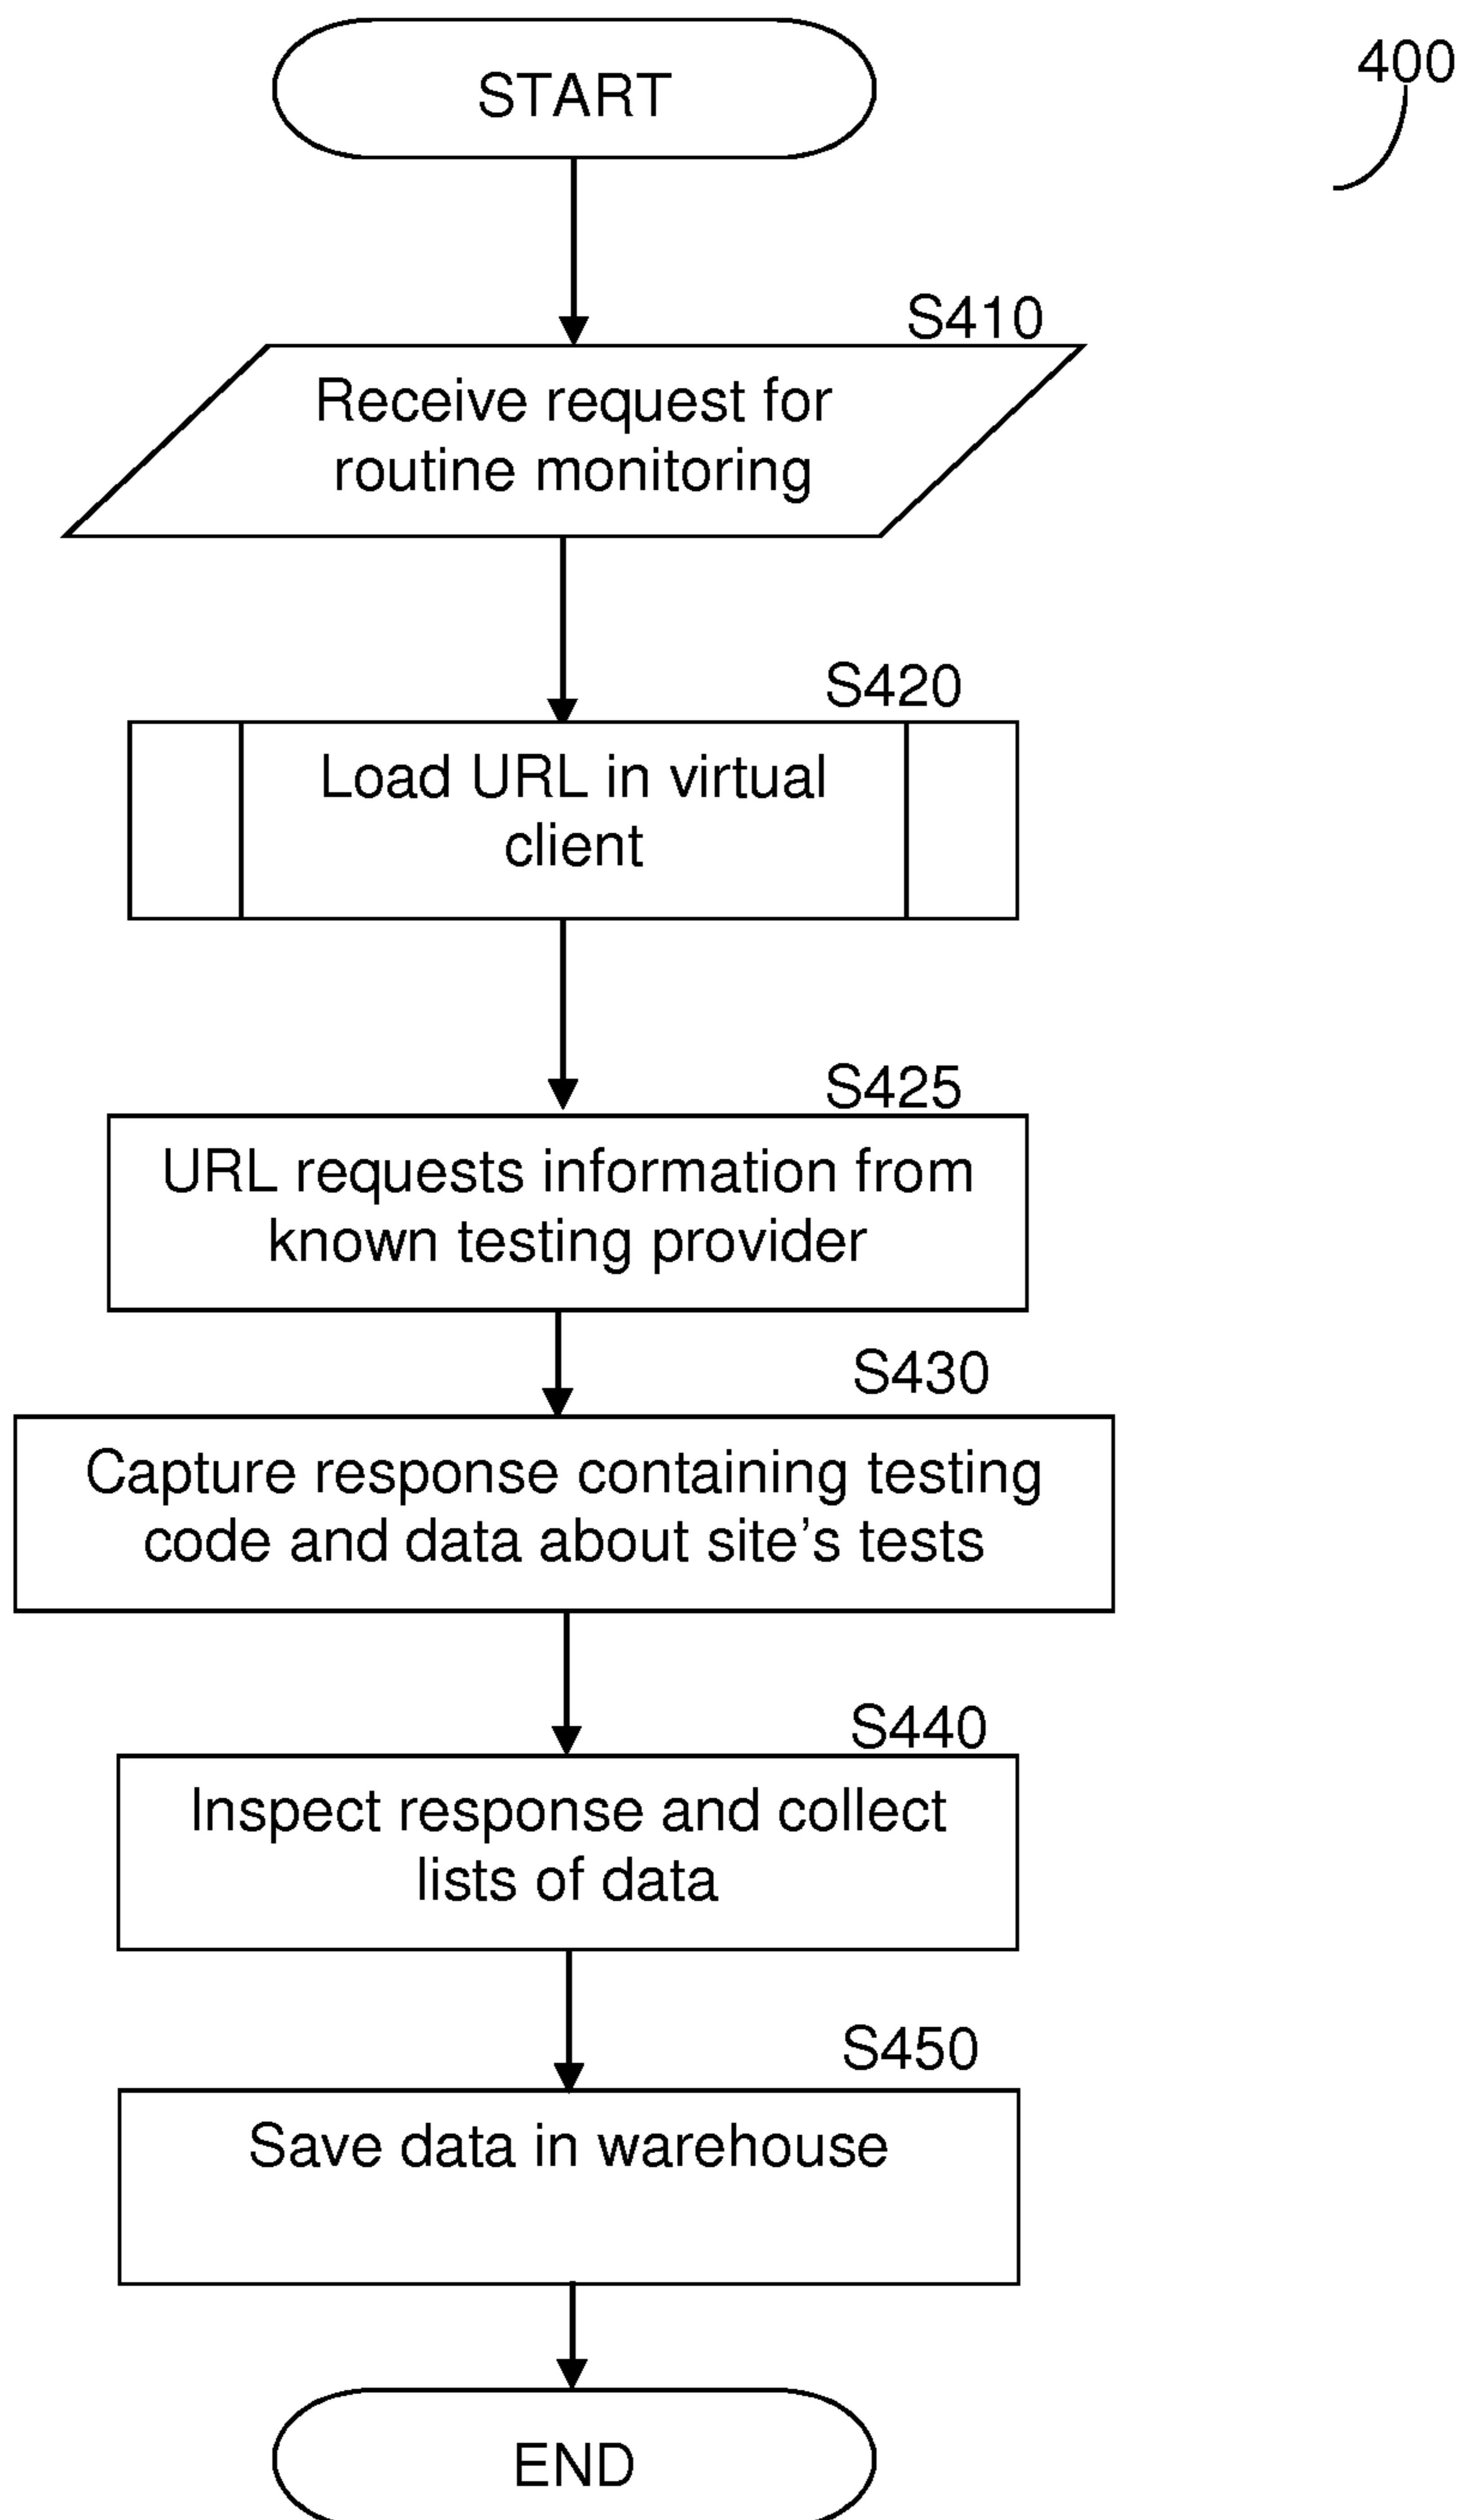 START
400
S410
Receive request for
routine monitoring
S420
Load URL in virtual
client
S425
URL requests information from
known testing provider
S430
Capture response containing testing
code and data about site's tests
S440
Inspect response and collect
lists of data
S450
Save data in warehouse
END